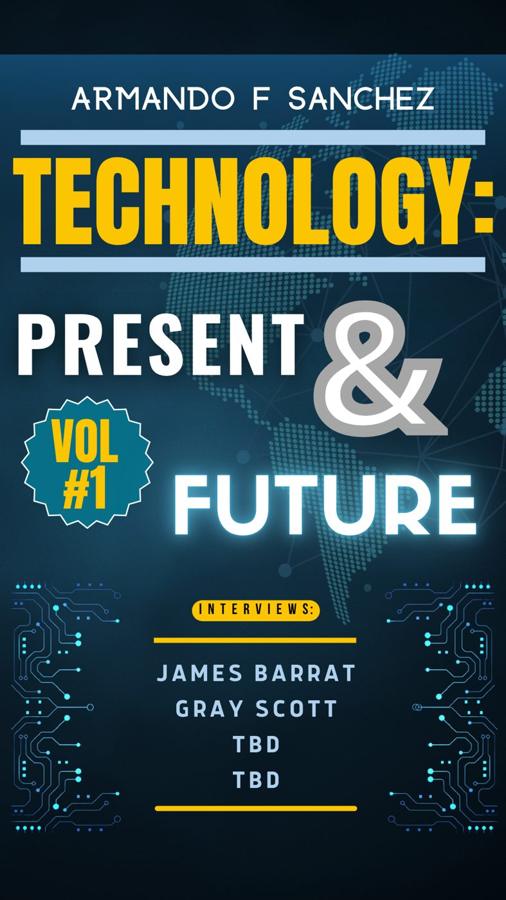 ARMANDO F SANCHEZ
TECHNOLOGY:
PRESENT &
VOL
#1
FUTURE
INTERVIEWS:
JAMES BARRAT
GRAY SCOTT
TBD
TBD